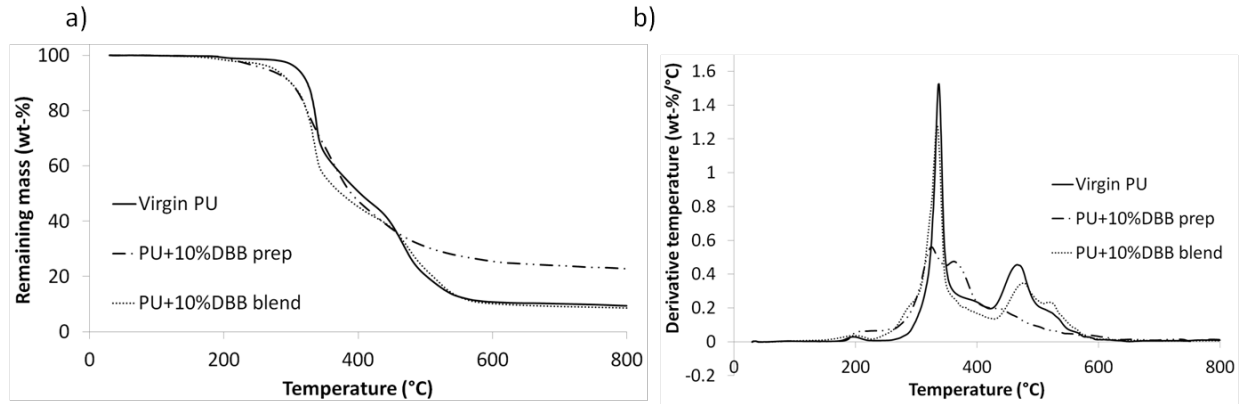 a)
100
80
60
40
20
0
Remaining mass (wt-%)
Virgin PU
PU+10%DBB prep
PU+10%DBB blend
0 200 400 600 800
Temperature (°C)
b)
1.6
1.4
1.2
1
0.8
0.6
0.4
0.2
0
-0.2
Derivative temperature (wt-%/°C)
Virgin PU
PU+10%DBB prep
PU+10%DBB blend
0 200 400 600 800
Temperature (°C)